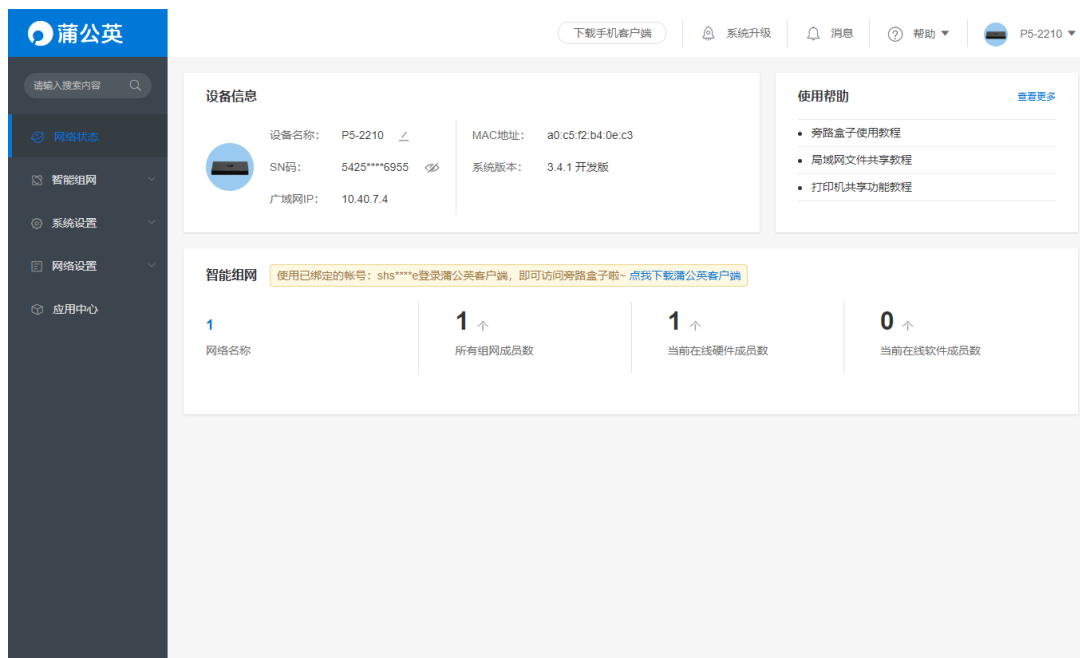 蒲公英
下载手机客户端
系统升级
消息
帮助
P5-2210
请输入搜索内容
网络状态
智能组网
系统设置
网络设置
应用中心
设备信息
设备名称： P5-2210
SN码： 5425****6955
广域网IP： 10.40.7.4
MAC地址： a0:c5:f2:b4:0e:c3
系统版本： 3.4.1 开发版
使用帮助
查看更多
旁路盒子使用教程
局域网文件共享教程
打印机共享功能教程
智能组网
使用已绑定的帐号：shs****e登录蒲公英客户端，即可访问旁路盒子啦~ 点我下载蒲公英客户端
1
网络名称
1 个
所有组网成员数
1 个
当前在线硬件成员数
0 个
当前在线软件成员数